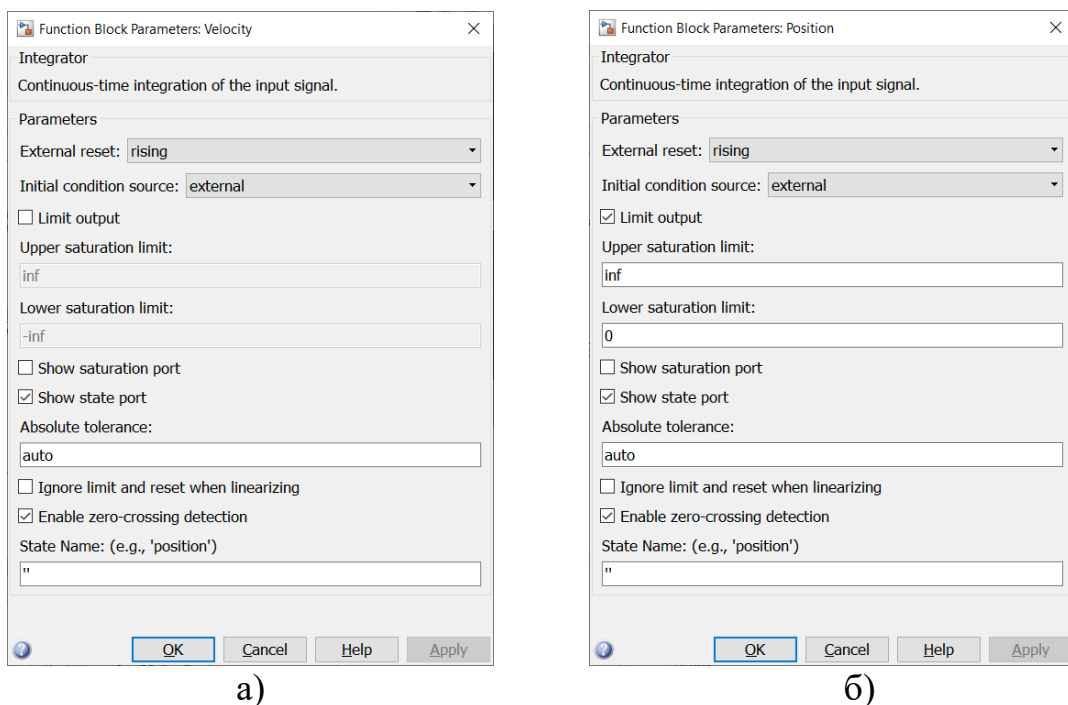 Function Block Parameters: Velocity
Integrator
Continuous-time integration of the input signal.
Parameters
External reset: rising
Initial condition source: external
Limit output
Upper saturation limit:
inf
Lower saturation limit:
-inf
Show saturation port
Show state port
Absolute tolerance:
auto
Ignore limit and reset when linearizing
Enable zero-crossing detection
State Name: (e.g., 'position')
''
OK Cancel Help Apply
а)
Function Block Parameters: Position
Integrator
Continuous-time integration of the input signal.
Parameters
External reset: rising
Initial condition source: external
Limit output
Upper saturation limit:
inf
Lower saturation limit:
0
Show saturation port
Show state port
Absolute tolerance:
auto
Ignore limit and reset when linearizing
Enable zero-crossing detection
State Name: (e.g., 'position')
''
OK Cancel Help Apply
б)